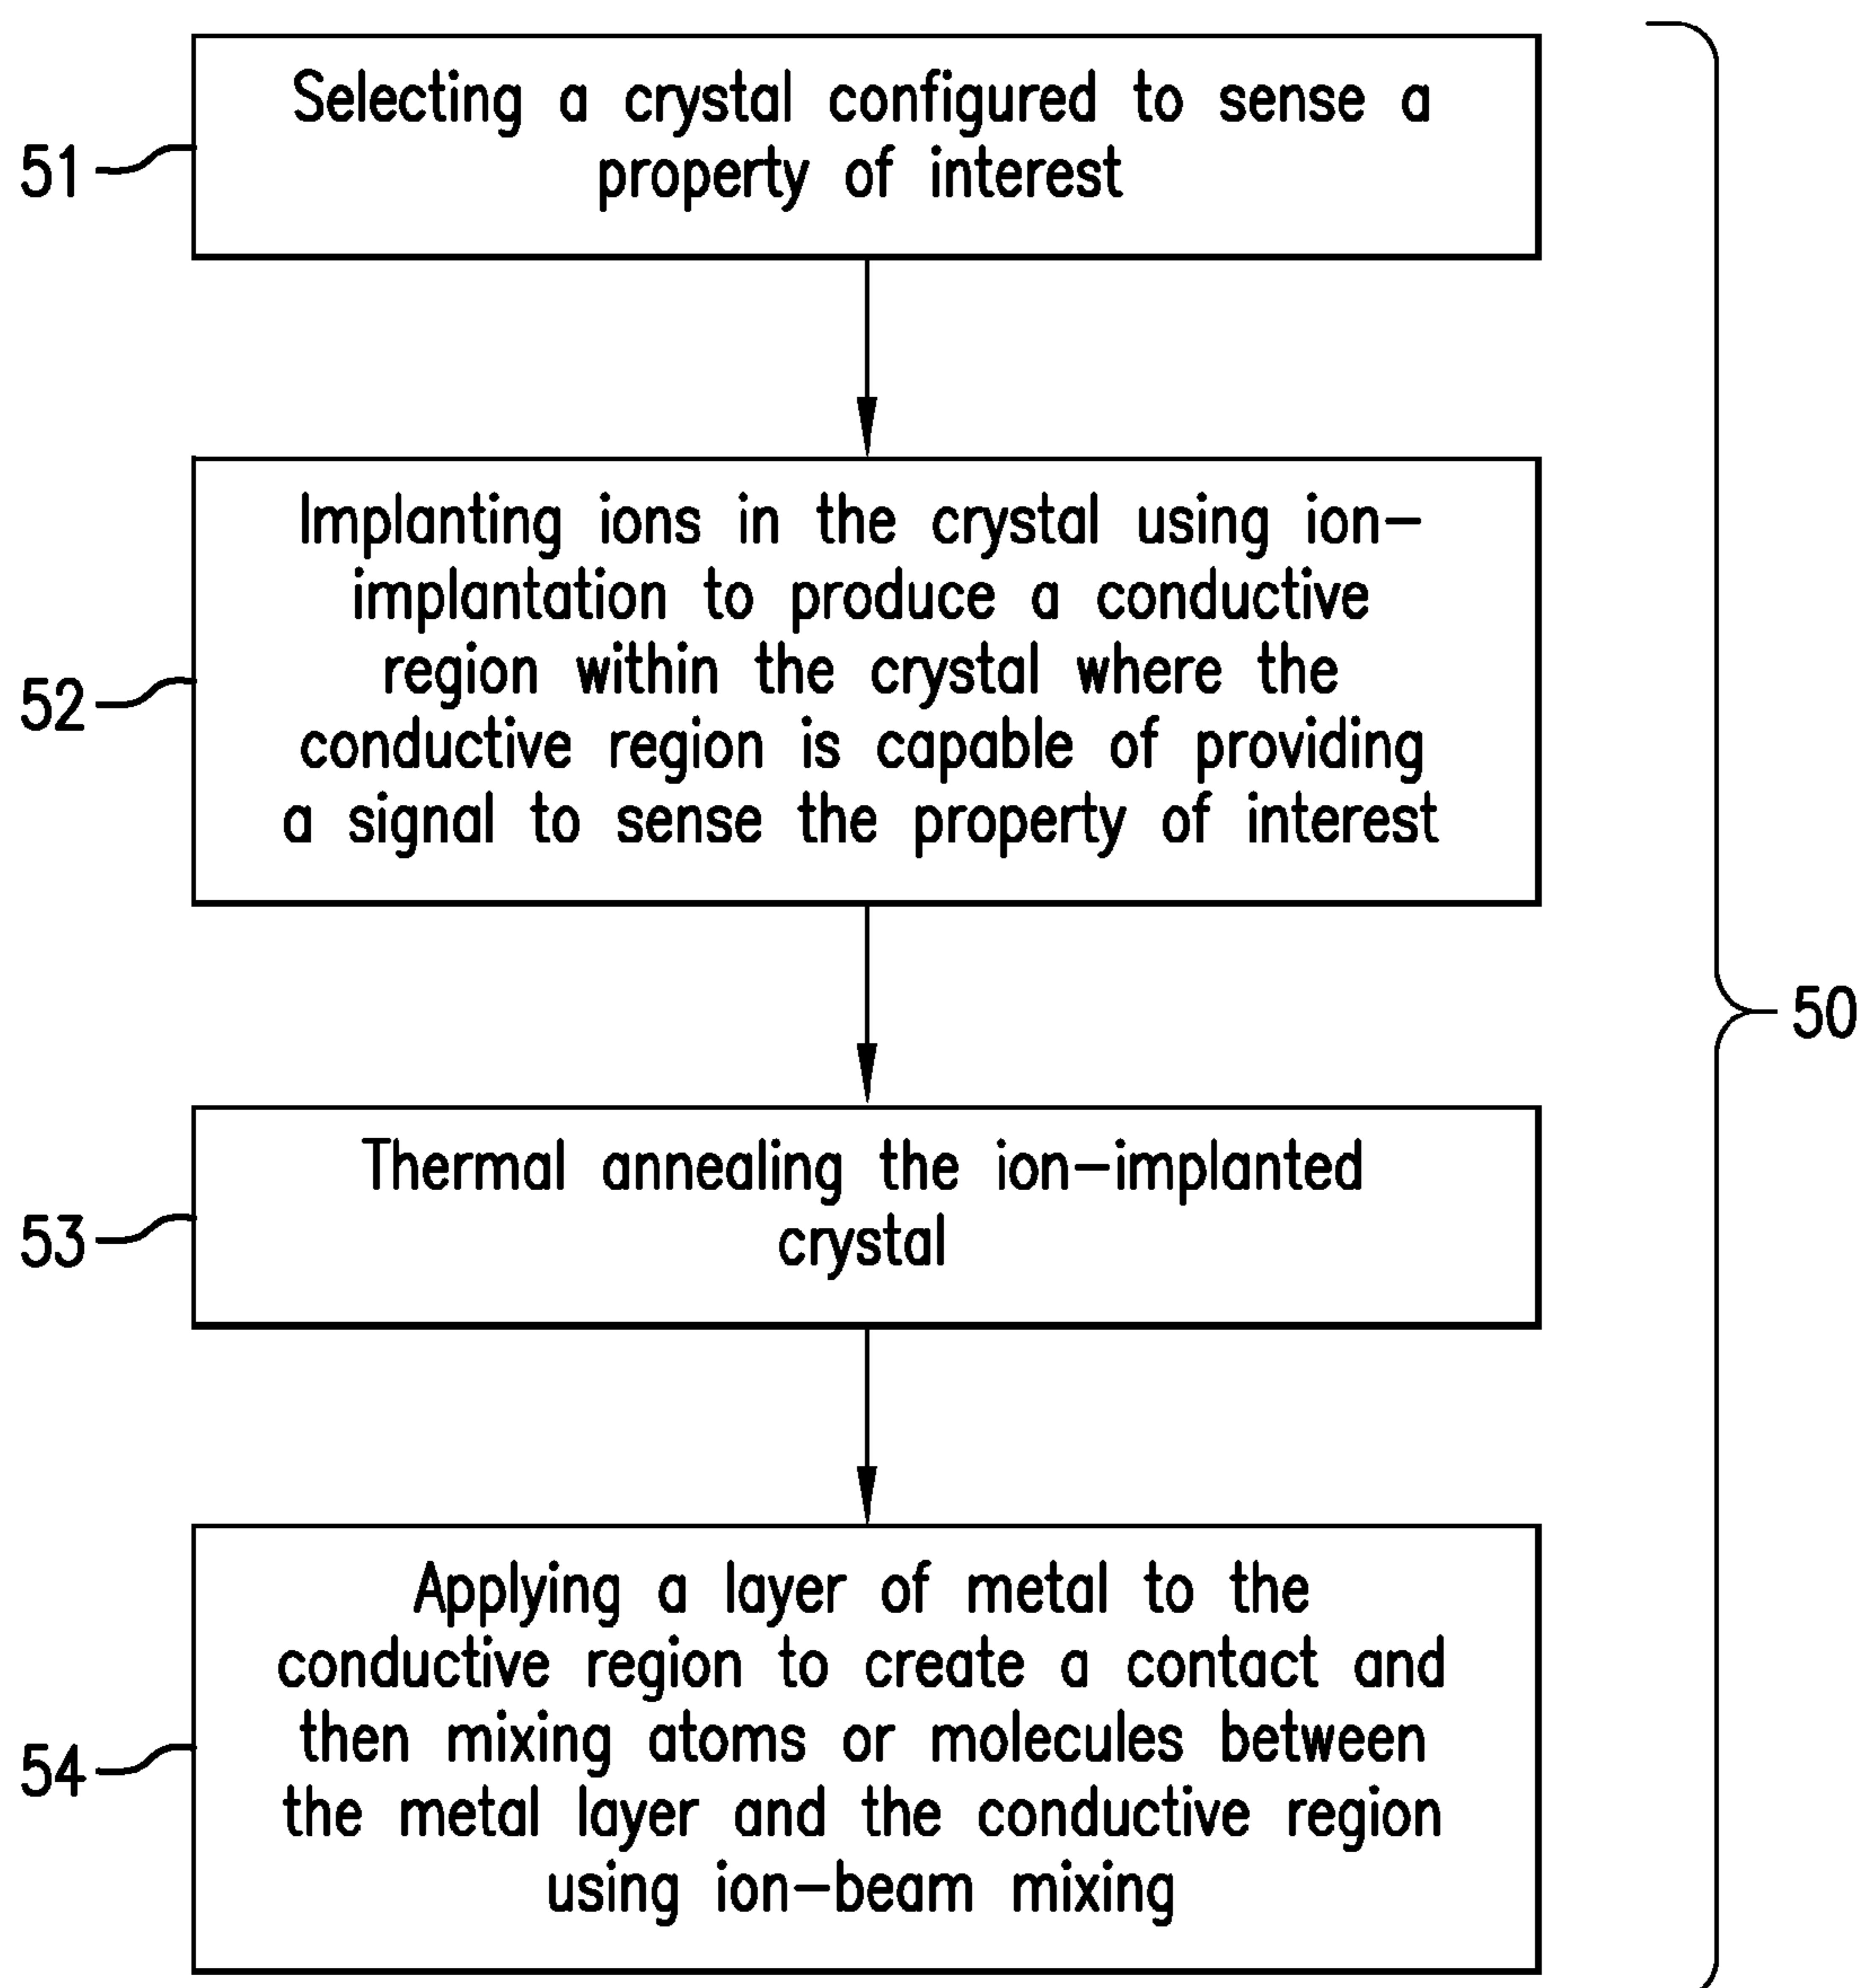 Selecting a crystal configured to sense a
property of interest
51
Implanting ions in the crystal using ion-
implantation to produce a conductive
region within the crystal where the
conductive region is capable of providing
a signal to sense the property of interest
52
50
Thermal annealing the ion-implanted
crystal
53
Applying a layer of metal to the
conductive region to create a contact and
then mixing atoms or molecules between
the metal layer and the conductive region
using ion-beam mixing
54